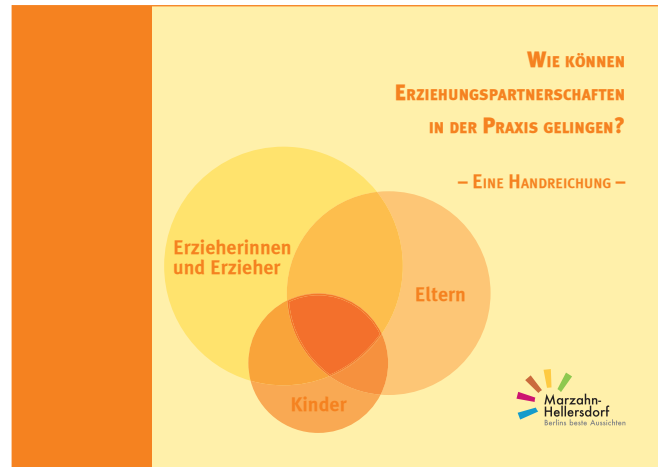 WIE KÖNNEN
ERZIEHUNGSPARTNERSCHAFTEN
IN DER PRAXIS GELINGEN?
– EINE HANDREICHUNG –
Erzieherinnen
und Erzieher
Eltern
Kinder
Marzahn-
Hellersdorf
Berlins beste Aussichten